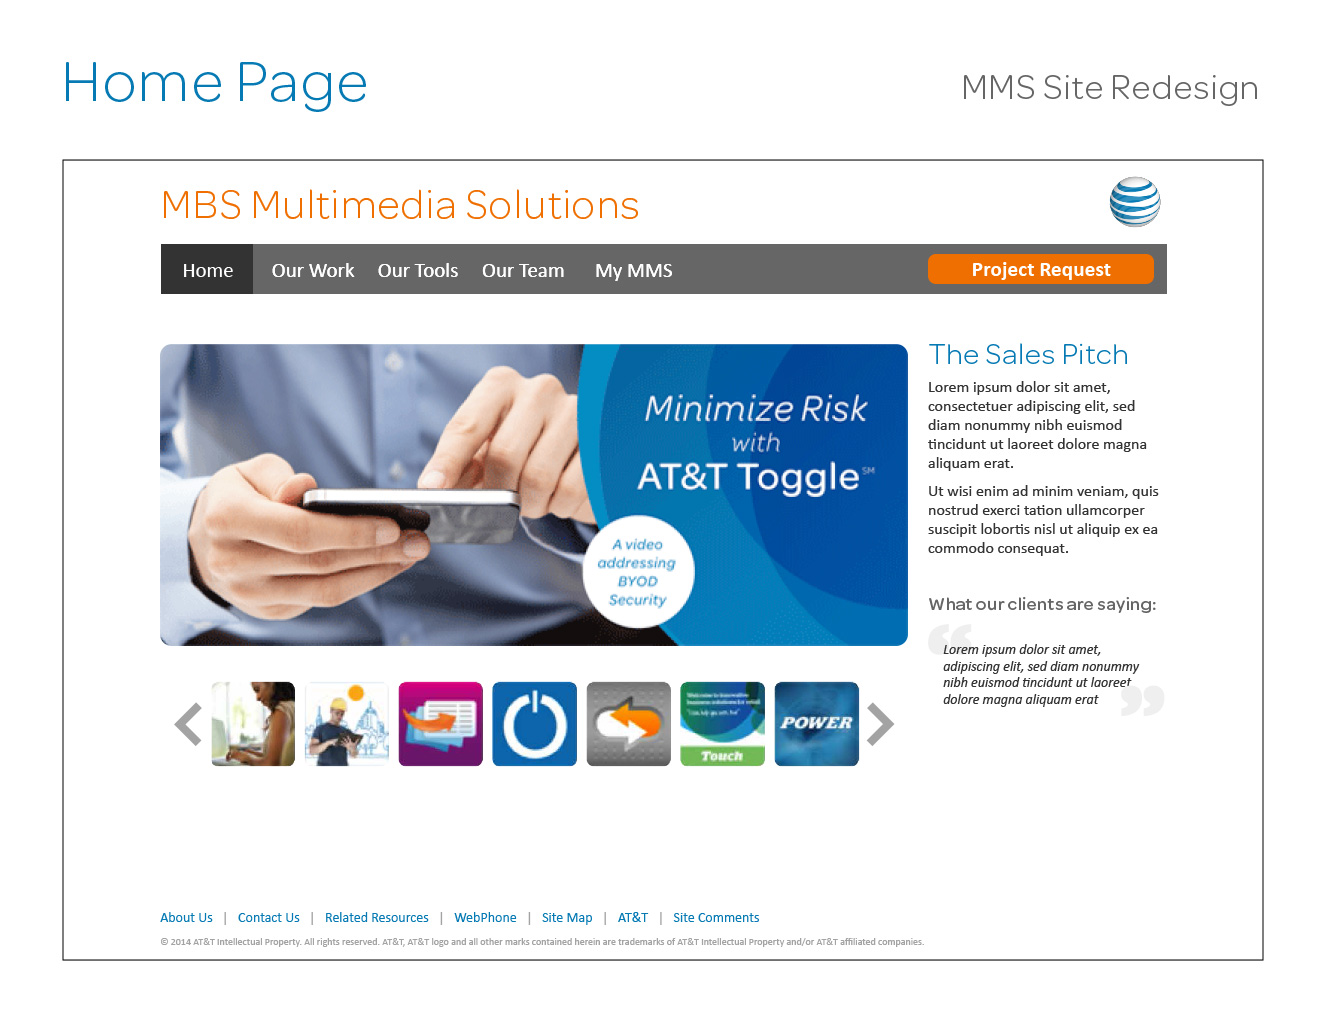 Home Page
MMS Site Redesign
MBS Multimedia Solutions
Home Our Work Our Tools Our Team My MMS Project Request
Minimize Risk
with
AT&T Toggle℠
A video
addressing
BYOD
Security
The Sales Pitch
Lorem ipsum dolor sit amet,
consectetuer adipiscing elit, sed
diam nonummy nibh euismod
tincidunt ut laoreet dolore magna
aliquam erat.
Ut wisi enim ad minim veniam, quis
nostrud exerci tation ullamcorper
suscipit lobortis nisl ut aliquip ex ea
commodo consequat.
What our clients are saying:
“Lorem ipsum dolor sit amet,
adipiscing elit, sed diam nonummy
nibh euismod tincidunt ut laoreet
dolore magna aliquam erat”
Welcome to innovative
business solutions for retail
Touch
POWER
About Us | Contact Us | Related Resources | WebPhone | Site Map | AT&T | Site Comments
© 2014 AT&T Intellectual Property. All rights reserved. AT&T, AT&T logo and all other marks contained herein are trademarks of AT&T Intellectual Property and/or AT&T affiliated companies.